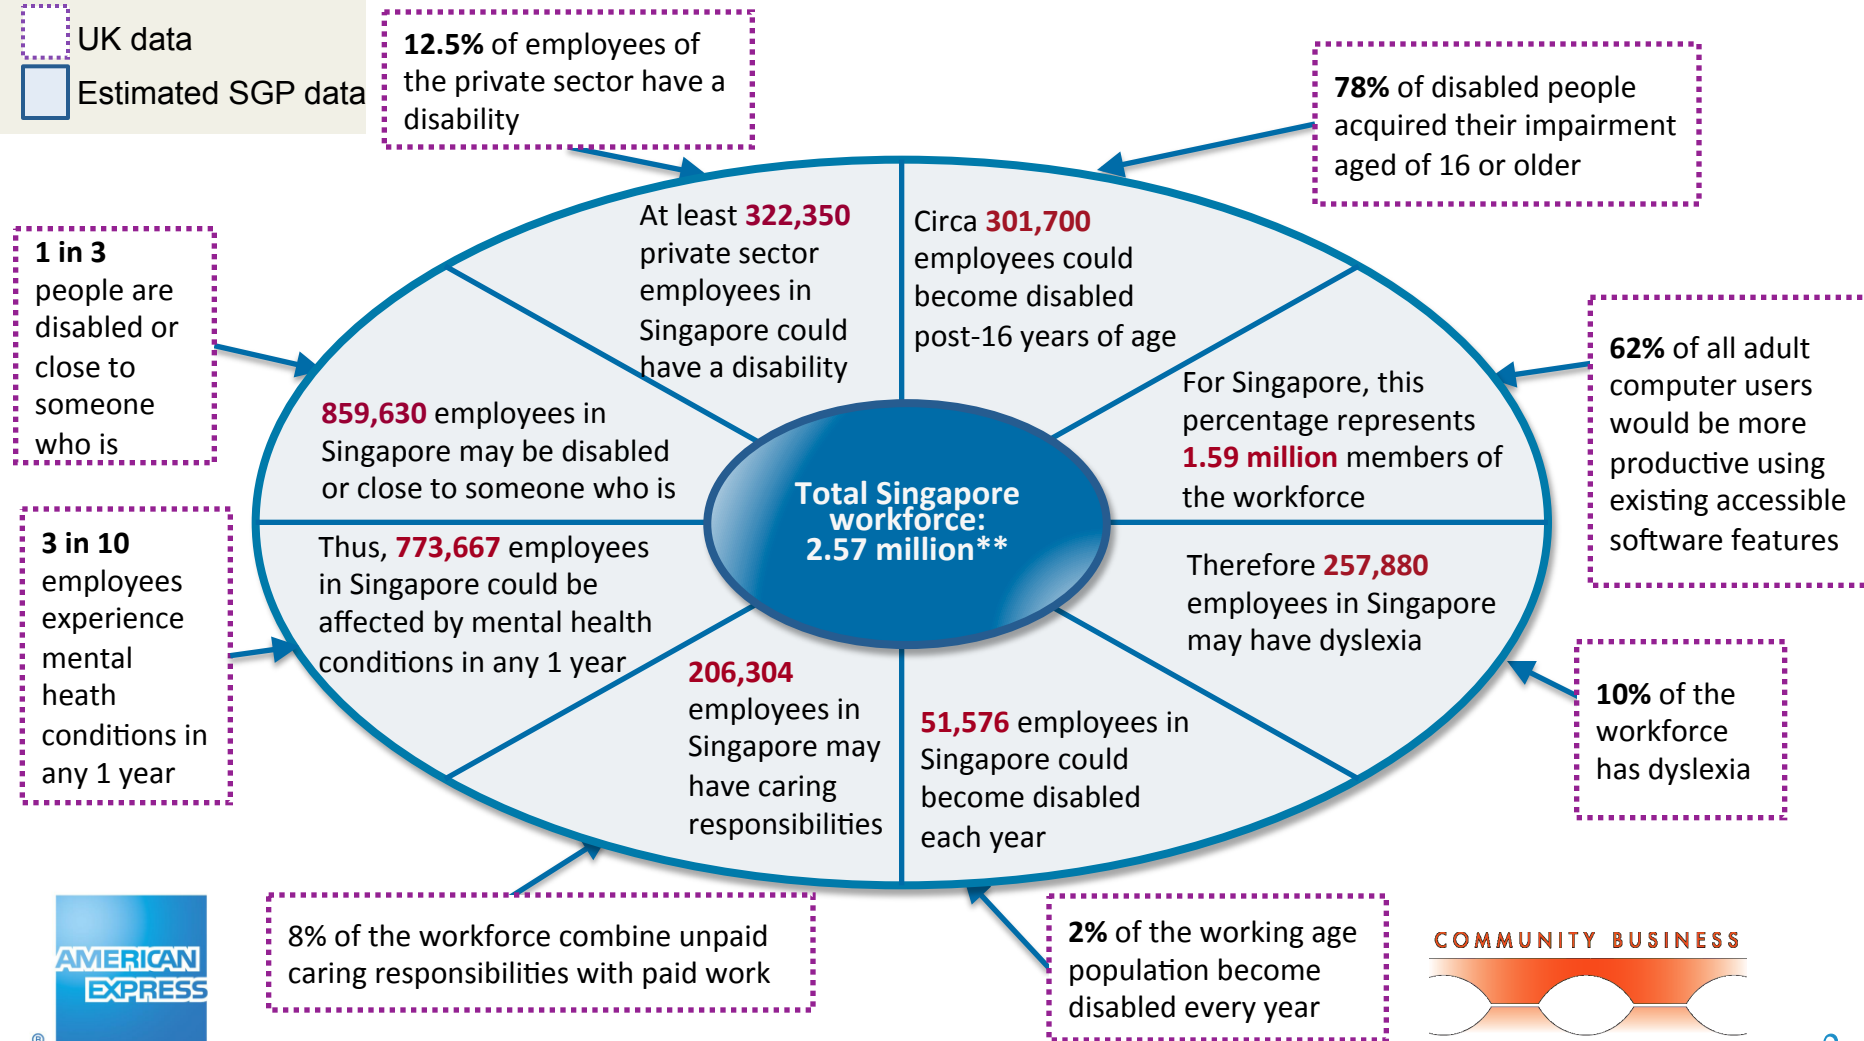 UK data
Estimated SGP data
12.5% of employees of
the private sector have a
disability
78% of disabled people
acquired their impairment
aged of 16 or older
1 in 3
people are
disabled or
close to
someone
who is
At least 322,350
private sector
employees in
Singapore could
have a disability
Circa 301,700
employees could
become disabled
post-16 years of age
62% of all adult
computer users
would be more
productive using
existing accessible
software features
859,630 employees in
Singapore may be disabled
or close to someone who is
For Singapore, this
percentage represents
1.59 million members of
the workforce
Total Singapore
workforce:
2.57 million**
3 in 10
employees
experience
mental
heath
conditions in
any 1 year
Thus, 773,667 employees
in Singapore could be
affected by mental health
conditions in any 1 year
Therefore 257,880
employees in Singapore
may have dyslexia
206,304
employees in
Singapore may
have caring
responsibilities
51,576 employees in
Singapore could
become disabled
each year
10% of the
workforce
has dyslexia
8% of the workforce combine unpaid
caring responsibilities with paid work
2% of the working age
population become
disabled every year
AMERICAN
EXPRESS
®
COMMUNITY BUSINESS